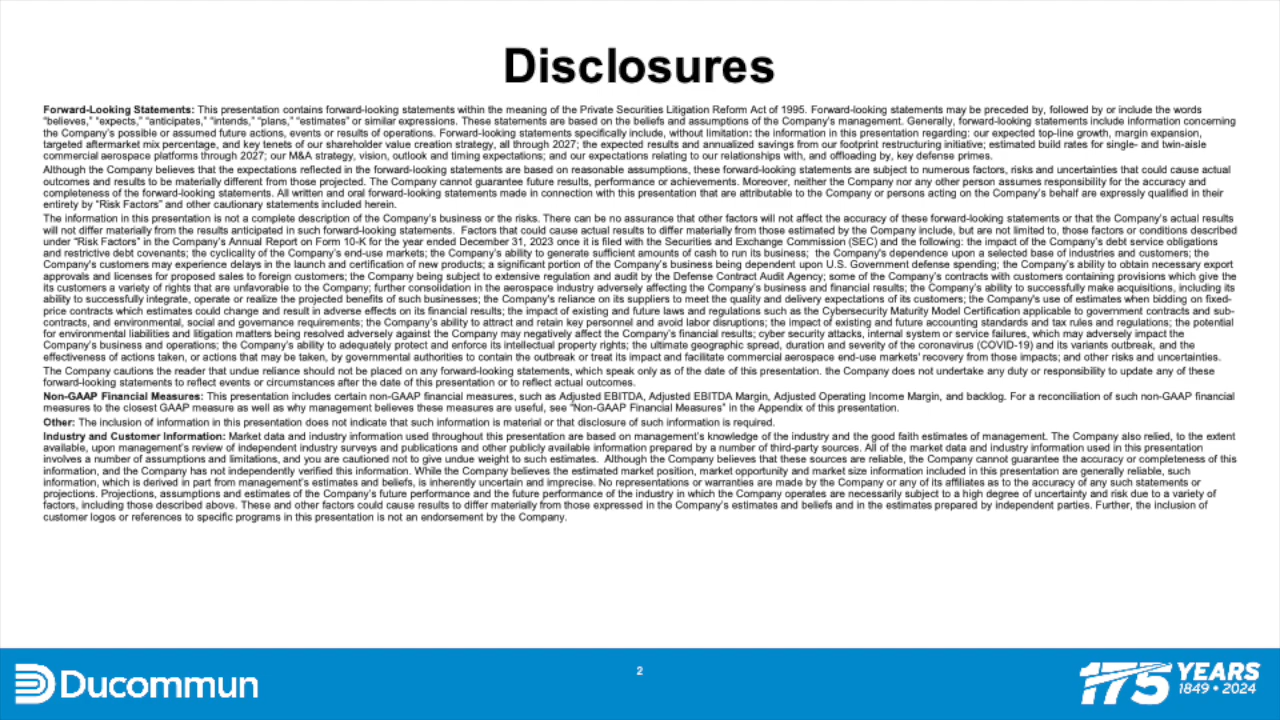 Disclosures
Forward-Looking Statements: This presentation contains forward-looking statements within the meaning of the Private Securities Litigation Reform Act of 1995. Forward-looking statements may be preceded by, followed by or include the words
“believes,” “expects,” “anticipates,” “intends,” “plans,” “estimates” or similar expressions. These statements are based on the beliefs and assumptions of the Company’s management. Generally, forward-looking statements include information concerning
the Company’s possible or assumed future actions, events or results of operations. Forward-looking statements specifically include, without limitation: the information in this presentation regarding: our expected top-line growth, margin expansion,
targeted aftermarket mix percentage, and key tenets of our shareholder value creation strategy, all through 2027; the expected results and annualized savings from our footprint restructuring initiative; estimated build rates for single- and twin-aisle
commercial aerospace platforms through 2027; our M&A strategy, vision, outlook and timing expectations; and our expectations relating to our relationships with, and offloading by, key defense primes.
Although the Company believes that the expectations reflected in the forward-looking statements are based on reasonable assumptions, these forward-looking statements are subject to numerous factors, risks and uncertainties that could cause actual
outcomes and results to be materially different from those projected. The Company cannot guarantee future results, performance or achievements. Moreover, neither the Company nor any other person assumes responsibility for the accuracy and
completeness of the forward-looking statements. All written and oral forward-looking statements made in connection with this presentation that are attributable to the Company or persons acting on the Company’s behalf are expressly qualified in their
entirety by “Risk Factors” and other cautionary statements included herein.
The information in this presentation is not a complete description of the Company’s business or the risks. There can be no assurance that other factors will not affect the accuracy of these forward-looking statements or that the Company’s actual results
will not differ materially from the results anticipated in such forward-looking statements. Factors that could cause actual results to differ materially from those estimated by the Company include, but are not limited to, those factors or conditions described
under “Risk Factors” in the Company’s Annual Report on Form 10-K for the year ended December 31, 2023 once it is filed with the Securities and Exchange Commission (SEC) and the following: the impact of the Company’s debt service obligations
and restrictive debt covenants; the cyclicality of the Company’s end-use markets; the Company’s ability to generate sufficient amounts of cash to run its business; the Company’s dependence upon a selected base of industries and customers; the
Company’s customers may experience delays in the launch and certification of new products; a significant portion of the Company’s business being dependent upon U.S. Government defense spending; the Company’s ability to obtain necessary export
approvals and licenses for proposed sales to foreign customers; the Company being subject to extensive regulation and audit by the Defense Contract Audit Agency; some of the Company’s contracts with customers containing provisions which give the
its customers a variety of rights that are unfavorable to the Company; further consolidation in the aerospace industry adversely affecting the Company’s business and financial results; the Company’s ability to successfully make acquisitions, including its
ability to successfully integrate, operate or realize the projected benefits of such businesses; the Company’s reliance on its suppliers to meet the quality and delivery expectations of its customers; the Company’s use of estimates when bidding on fixed-
price contracts which estimates could change and result in adverse effects on its financial results; the impact of existing and future laws and regulations such as the Cybersecurity Maturity Model Certification applicable to government contracts and sub-
contracts, and environmental, social and governance requirements; the Company’s ability to attract and retain key personnel and avoid labor disruptions; the impact of existing and future accounting standards and tax rules and regulations; the potential
for environmental liabilities and litigation matters being resolved adversely against the Company may negatively affect the Company’s financial results; cyber security attacks, internal system or service failures, which may adversely impact the
Company’s business and operations; the Company’s ability to adequately protect and enforce its intellectual property rights; the ultimate geographic spread, duration and severity of the coronavirus (COVID-19) and its variants outbreak, and the
effectiveness of actions taken, or actions that may be taken, by governmental authorities to contain the outbreak or treat its impact and facilitate commercial aerospace end-use markets’ recovery from those impacts; and other risks and uncertainties.
The Company cautions the reader that undue reliance should not be placed on any forward-looking statements, which speak only as of the date of this presentation. the Company does not undertake any duty or responsibility to update any of these
forward-looking statements to reflect events or circumstances after the date of this presentation or to reflect actual outcomes.
Non-GAAP Financial Measures: This presentation includes certain non-GAAP financial measures, such as Adjusted EBITDA, Adjusted EBITDA Margin, Adjusted Operating Income Margin, and backlog. For a reconciliation of such non-GAAP financial
measures to the closest GAAP measure as well as why management believes these measures are useful, see “Non-GAAP Financial Measures” in the Appendix of this presentation.
Other: The inclusion of information in this presentation does not indicate that such information is material or that disclosure of such information is required.
Industry and Customer Information: Market data and industry information used throughout this presentation are based on management’s knowledge of the industry and the good faith estimates of management. The Company also relied, to the extent
available, upon management’s review of independent industry surveys and publications and other publicly available information prepared by a number of third-party sources. All of the market data and industry information used in this presentation
involves a number of assumptions and limitations, and you are cautioned not to give undue weight to such estimates. Although the Company believes that these sources are reliable, the Company cannot guarantee the accuracy or completeness of this
information, and the Company has not independently verified this information. While the Company believes the estimated market position, market opportunity and market size information included in this presentation are generally reliable, such
information, which is derived in part from management’s estimates and beliefs, is inherently uncertain and imprecise. No representations or warranties are made by the Company or any of its affiliates as to the accuracy of any such statements or
projections. Projections, assumptions and estimates of the Company’s future performance and the future performance of the industry in which the Company operates are necessarily subject to a high degree of uncertainty and risk due to a variety of
factors, including those described above. These and other factors could cause results to differ materially from those expressed in the Company’s estimates and beliefs and in the estimates prepared by independent parties. Further, the inclusion of
customer logos or references to specific programs in this presentation is not an endorsement by the Company.
Ducommun
2
175 YEARS
1849 • 2024